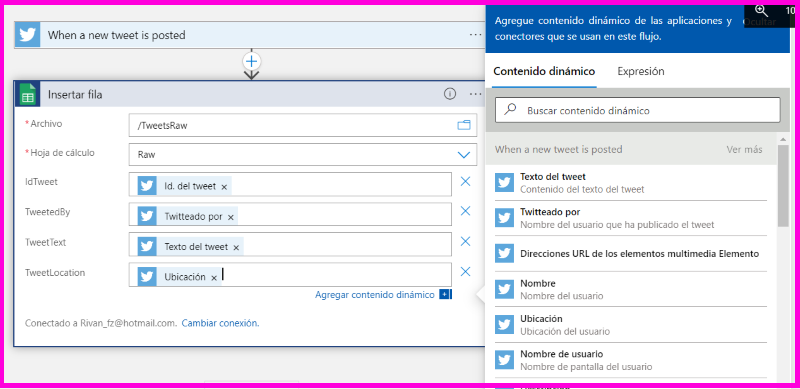 When a new tweet is posted
Insertar fila
* Archivo
/TweetsRaw
* Hoja de cálculo
Raw
IdTweet
Id. del tweet ×
TweetedBy
Twitteado por ×
TweetText
Texto del tweet ×
TweetLocation
Ubicación ×
Agregar contenido dinámico
Conectado a Rivan_fz@hotmail.com. Cambiar conexión.
10
Agregue contenido dinámico de las aplicaciones y
conectores que se usan en este flujo.
Ocultar
Contenido dinámico
Expresión
Buscar contenido dinámico
When a new tweet is posted
Ver más
Texto del tweet
Contenido del texto del tweet
Twitteado por
Nombre del usuario que ha publicado el tweet
Direcciones URL de los elementos multimedia Elemento
Nombre
Nombre del usuario
Ubicación
Ubicación del usuario
Nombre de usuario
Nombre de pantalla del usuario